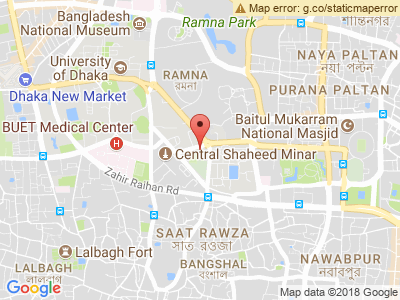 Map error: g.co/staticmaperror
Bangladesh
National Museum
Ramna Park
শান্তিনগর
University
of Dhaka
RAMNA
রমনা
NAYA PALTAN
নয়া পল্টন
Dhaka New Market
PURANA PALTAN
BUET Medical Center
Baitul Mukarram
National Masjid
Central Shaheed Minar
Zahir Raihan Rd
SAAT RAWZA
সাত রওজা
Lalbagh Fort
LALBAGH
লালবাগ
BANGSHAL
বংশাল
NAWABPUR
নবাবপুর
Google
Map data ©2018 Google